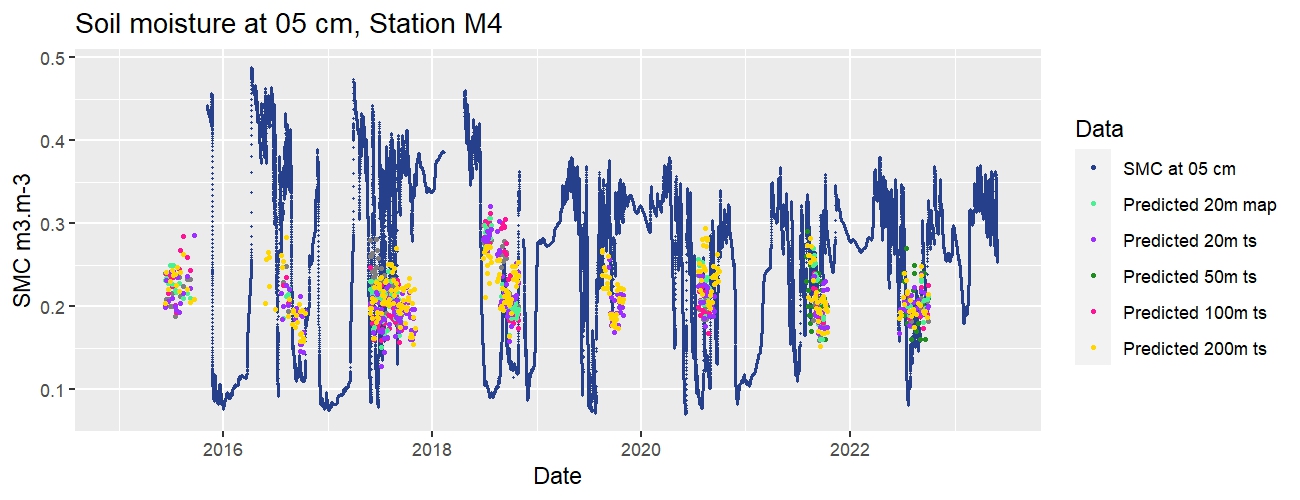 Soil moisture at 05 cm, Station M4
SMC m3.m-3
0.5
0.4
0.3
0.2
0.1
2016 2018 2020 2022
Date
Data
SMC at 05 cm
Predicted 20m map
Predicted 20m ts
Predicted 50m ts
Predicted 100m ts
Predicted 200m ts